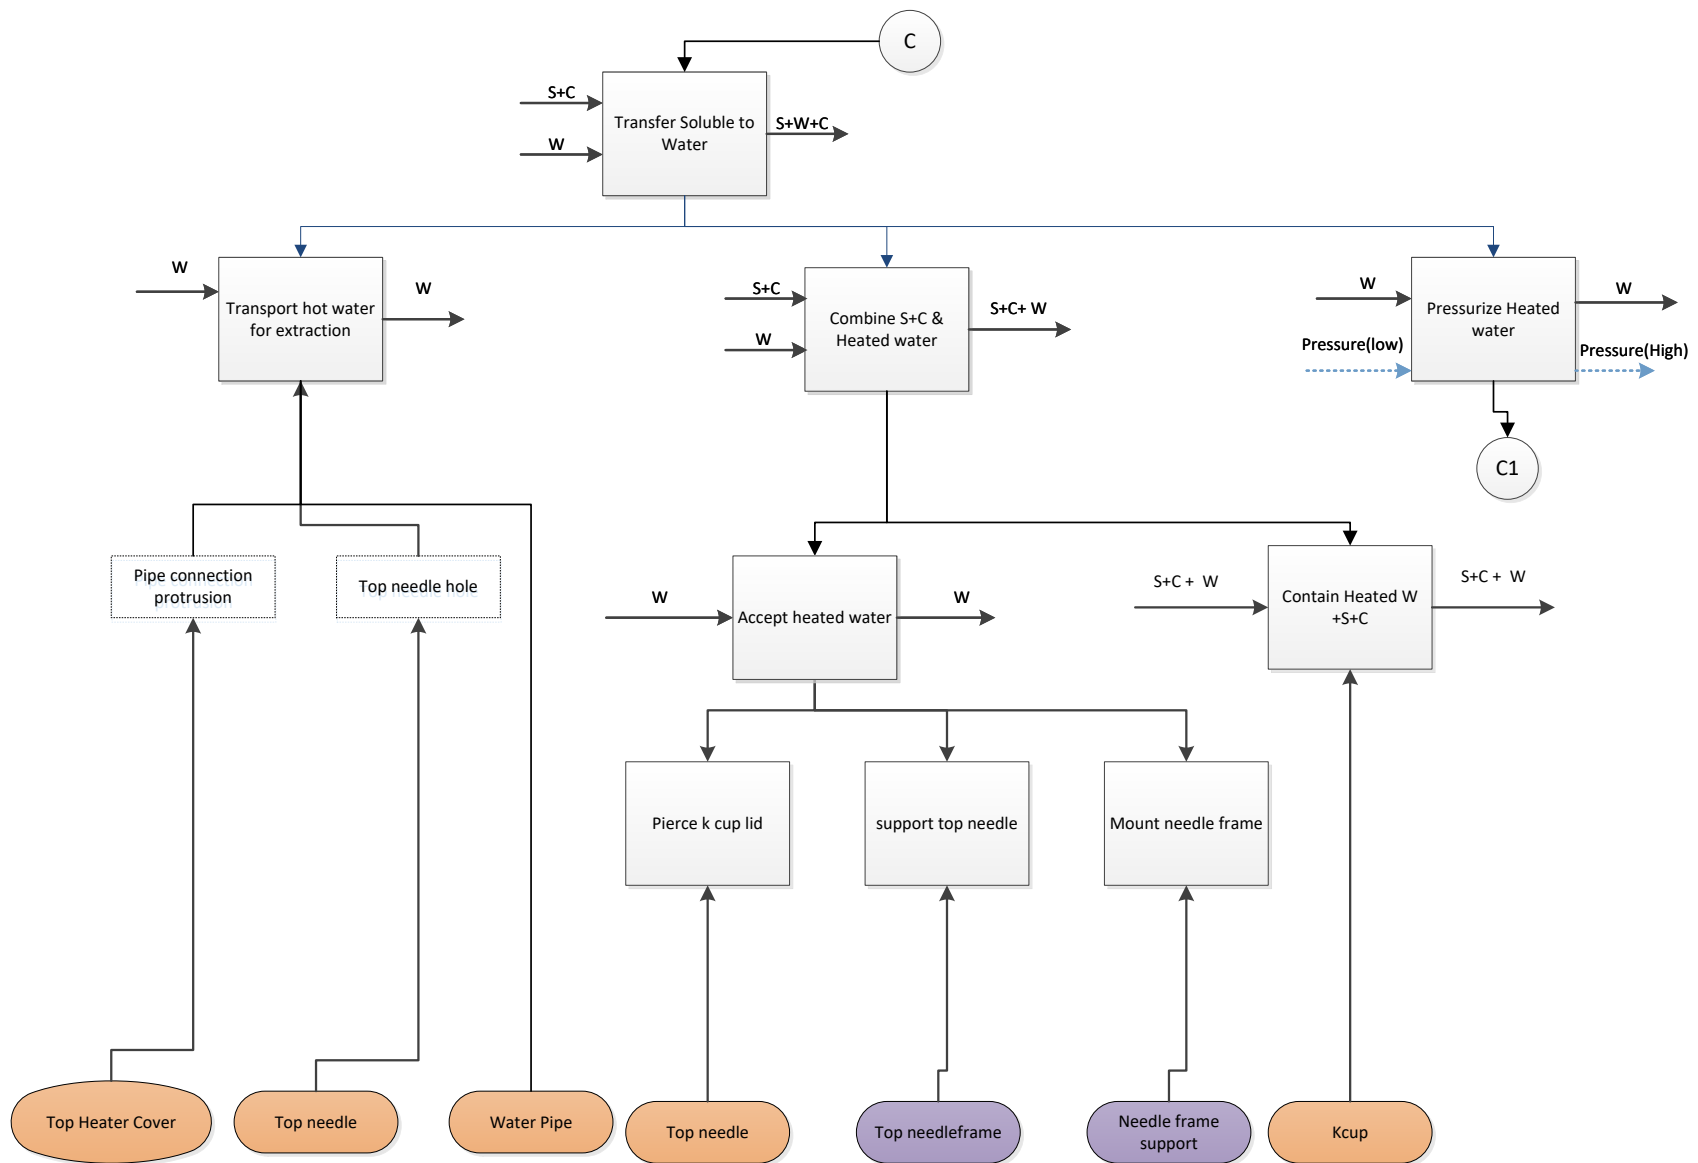 C
S+C
W
Transfer Soluble to
Water
S+W+C
W
Transport hot water
for extraction
W
S+C
W
Combine S+C &
Heated water
S+C+ W
W
Pressure(low)
Pressurize Heated
water
W
Pressure(High)
C1
Pipe connection
protrusion
Top needle hole
W
Accept heated water
W
S+C + W
Contain Heated W
+S+C
S+C + W
Pierce k cup lid
support top needle
Mount needle frame
Top Heater Cover
Top needle
Water Pipe
Top needle
Top needleframe
Needle frame
support
Kcup